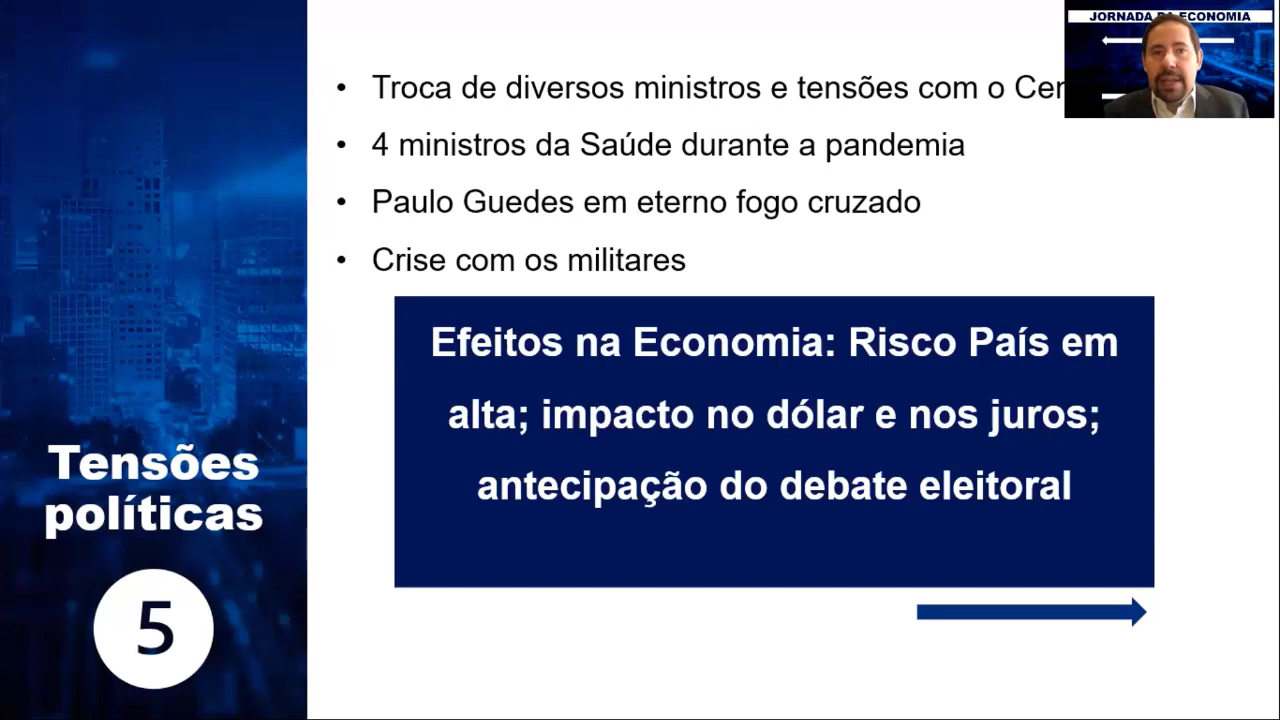 JORNADA DA ECONOMIA
• Troca de diversos ministros e tensões com o
• 4 ministros da Saúde durante a pandemia
• Paulo Guedes em eterno fogo cruzado
• Crise com os militares
Efeitos na Economia: Risco País em
alta; impacto no dólar e nos juros;
antecipação do debate eleitoral
Tensões
políticas
5